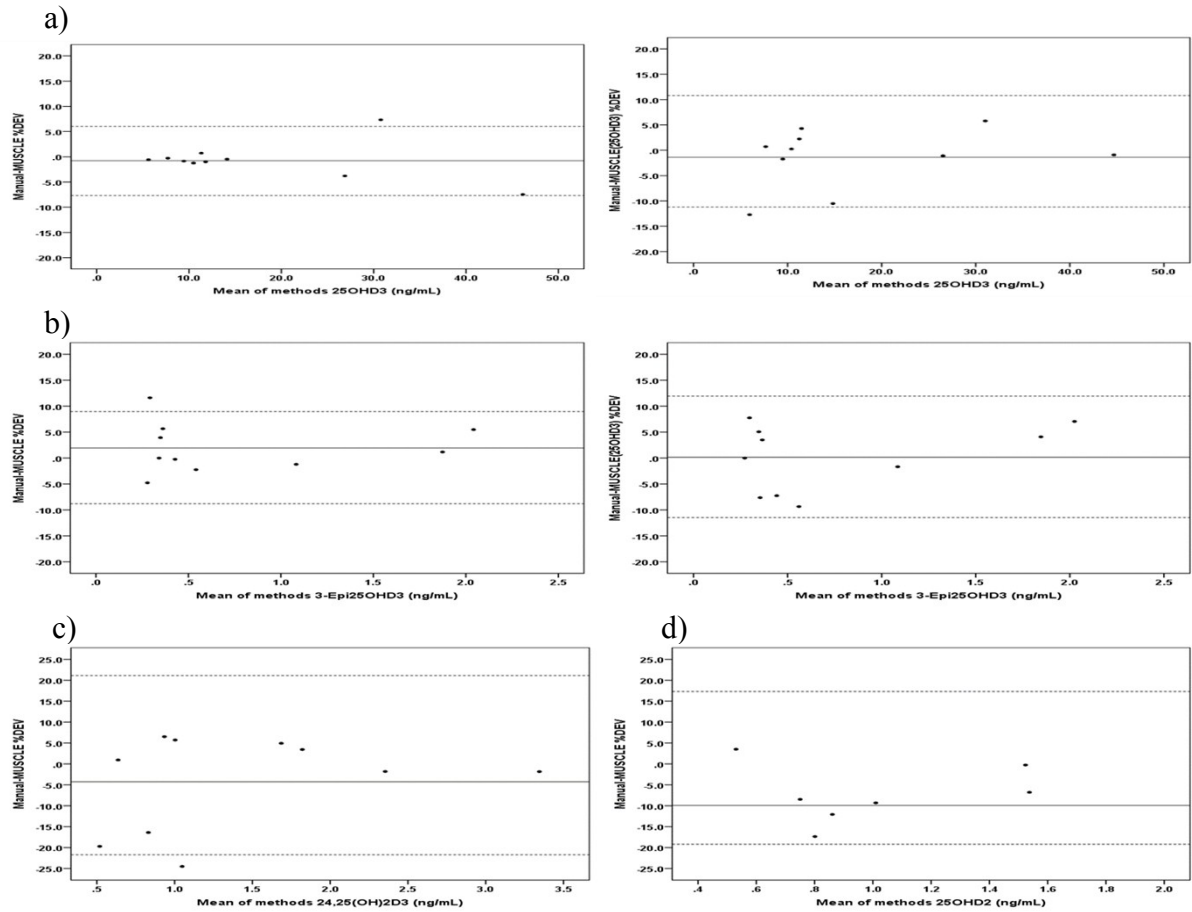 a)
20.0
15.0
10.0
5.0
.0
-5.0
-10.0
-15.0
-20.0
Manual-MUSCLE %DEV
.0 10.0 20.0 30.0 40.0 50.0
Mean of methods 25OHD3 (ng/mL)
20.0
15.0
10.0
5.0
.0
-5.0
-10.0
-15.0
-20.0
Manual-MUSCLE(25OHD3) %DEV
.0 10.0 20.0 30.0 40.0 50.0
Mean of methods 25OHD3 (ng/mL)
b)
20.0
15.0
10.0
5.0
.0
-5.0
-10.0
-15.0
-20.0
Manual-MUSCLE %DEV
.0 .5 1.0 1.5 2.0 2.5
Mean of methods 3-Epi25OHD3 (ng/mL)
20.0
15.0
10.0
5.0
.0
-5.0
-10.0
-15.0
-20.0
Manual-MUSCLE(25OHD3) %DEV
.0 .5 1.0 1.5 2.0 2.5
Mean of methods 3-Epi25OHD3 (ng/mL)
c)
25.0
20.0
15.0
10.0
5.0
.0
-5.0
-10.0
-15.0
-20.0
-25.0
Manual-MUSCLE %DEV
.5 1.0 1.5 2.0 2.5 3.0 3.5
Mean of methods 24,25(OH)2D3 (ng/mL)
d)
25.0
20.0
15.0
10.0
5.0
.0
-5.0
-10.0
-15.0
-20.0
-25.0
Manual-MUSCLE %DEV
.4 .6 .8 1.0 1.2 1.4 1.6 1.8 2.0
Mean of methods 25OHD2 (ng/mL)